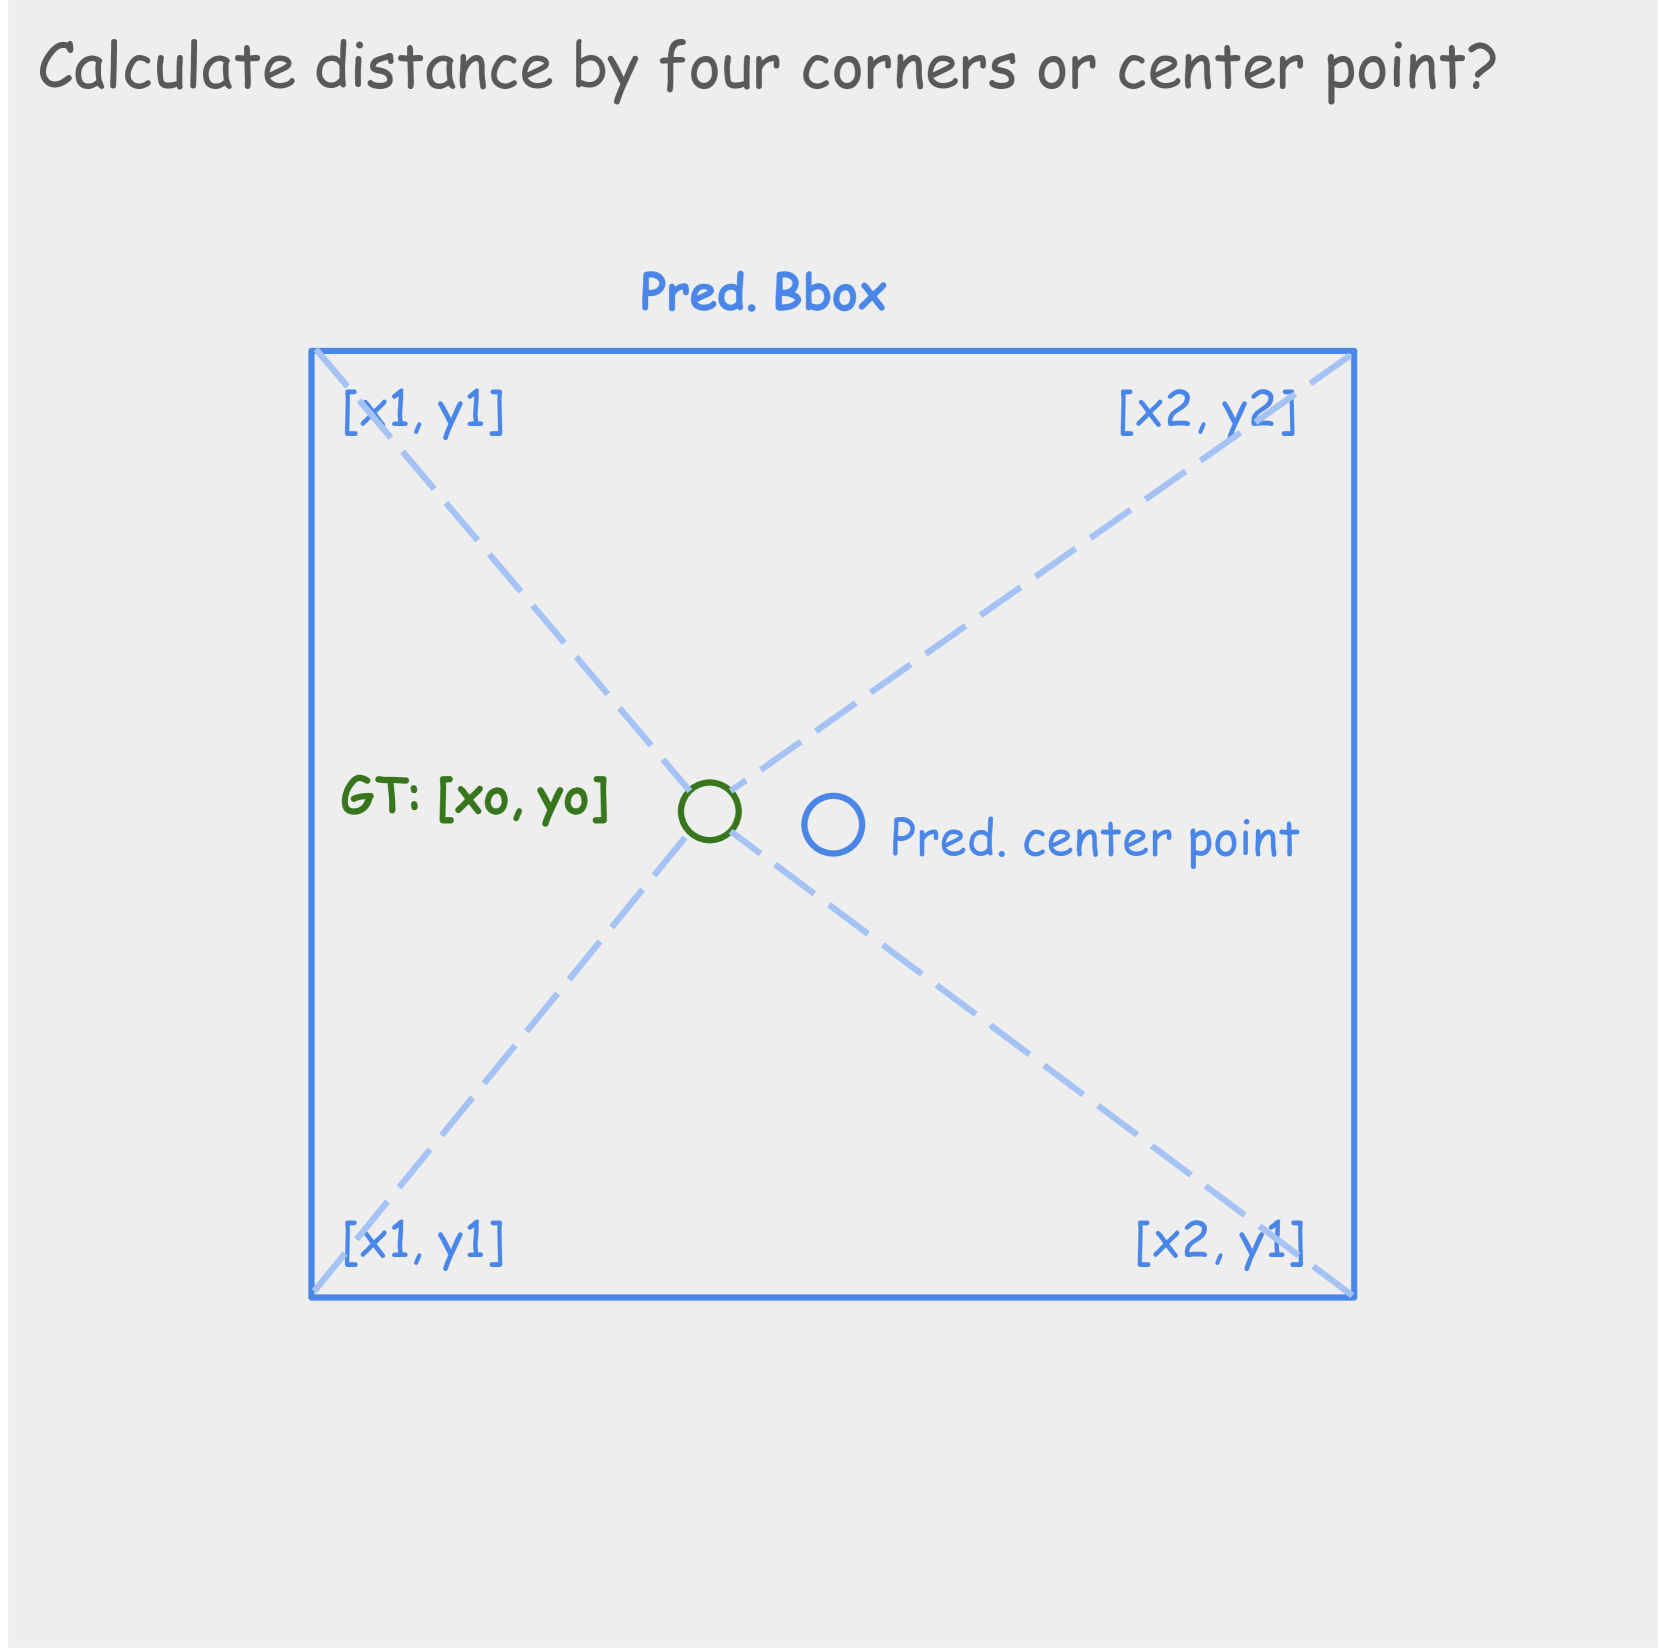 Calculate distance by four corners or center point?
Pred. Bbox
[x1, y1]
[x2, y2]
GT: [xo, yo]
Pred. center point
[x1, y1]
[x2, y1]